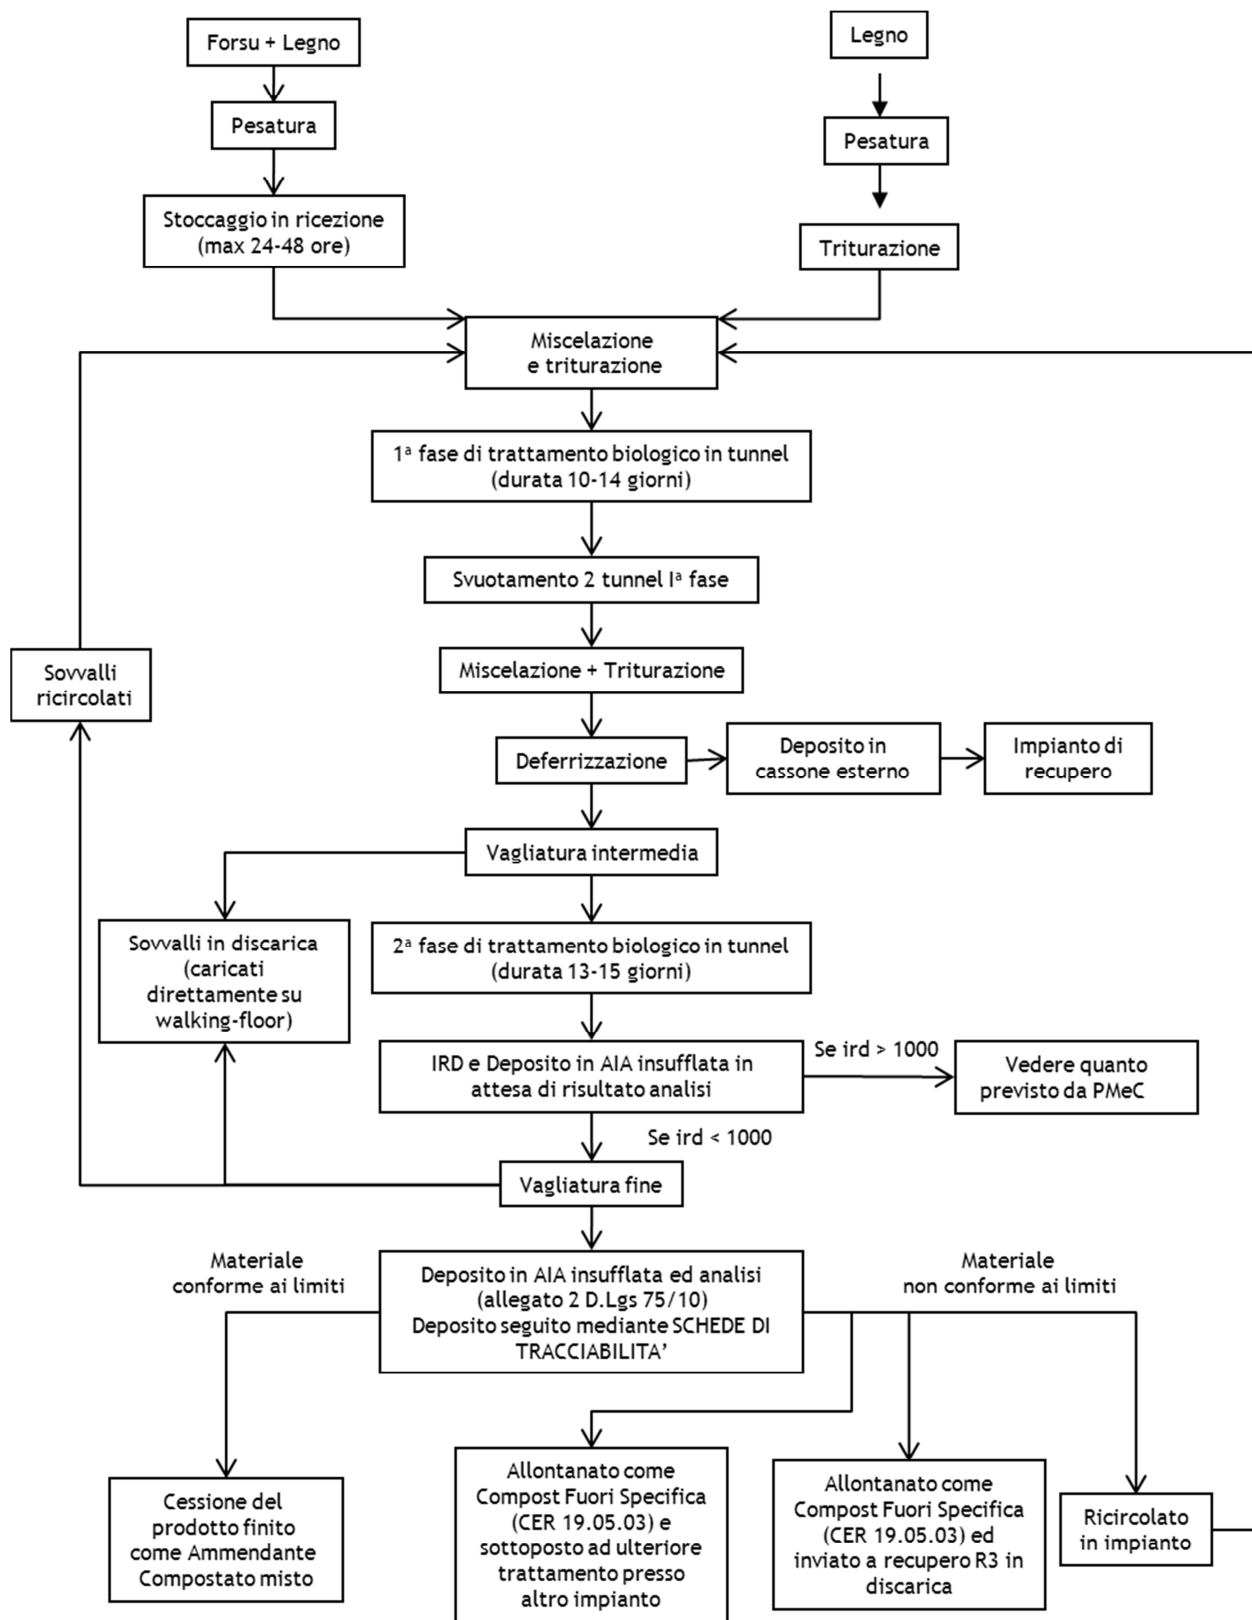 Forsu + Legno
Legno
Pesatura
Pesatura
Stoccaggio in ricezione
(max 24-48 ore)
Triturazione
Miscelazione
e triturazione
1ª fase di trattamento biologico in tunnel
(durata 10-14 giorni)
Svuotamento 2 tunnel Iª fase
Sovvalli
ricircolati
Miscelazione + Triturazione
Deferrizzazione
Deposito in
cassone esterno
Impianto di
recupero
Vagliatura intermedia
Sovvalli in discarica
(caricati
direttamente su
walking-floor)
2ª fase di trattamento biologico in tunnel
(durata 13-15 giorni)
IRD e Deposito in AIA insufflata in
attesa di risultato analisi
Se ird > 1000
Vedere quanto
previsto da PMeC
Se ird < 1000
Vagliatura fine
Materiale
conforme ai limiti
Deposito in AIA insufflata ed analisi
(allegato 2 D.Lgs 75/10)
Deposito seguito mediante SCHEDE DI
TRACCIABILITA’
Materiale
non conforme ai limiti
Cessione del
prodotto finito
come Ammendante
Compostato misto
Allontanato come
Compost Fuori Specifica
(CER 19.05.03) e
sottoposto ad ulteriore
trattamento presso
altro impianto
Allontanato come
Compost Fuori Specifica
(CER 19.05.03) ed
inviato a recupero R3 in
discarica
Ricircolato
in impianto